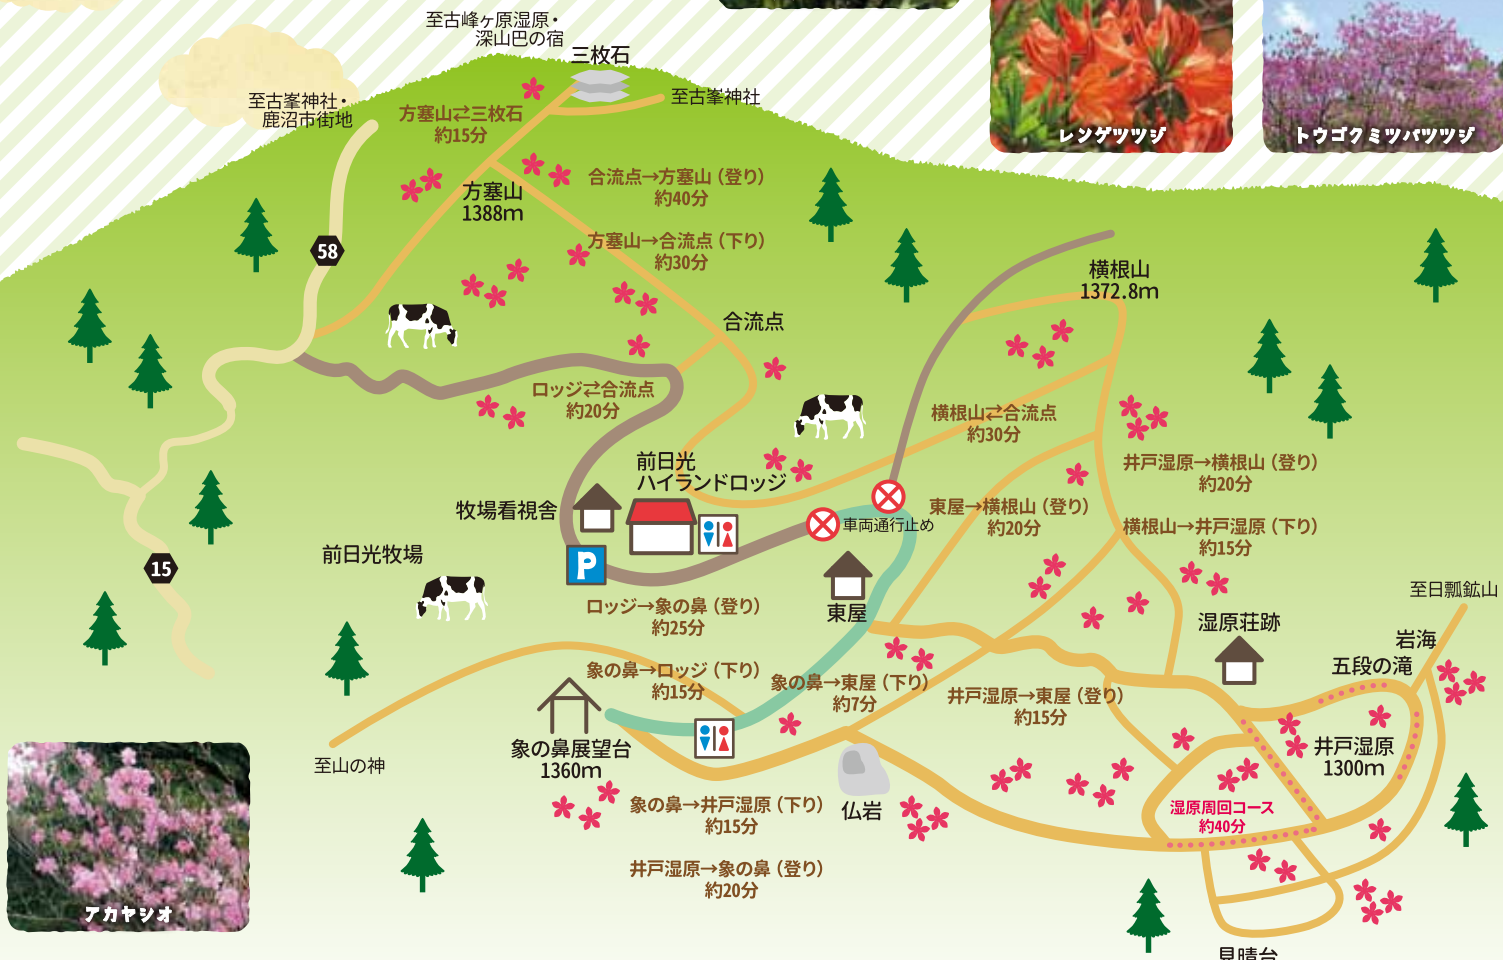 至古峰ヶ原湿原・
深山巴の宿
三枚石
至古峯神社・
鹿沼市街地
至古峯神社
方塞山⇄三枚石
約15分
レンゲツツジ
トウゴクミツバツツジ
合流点→方塞山（登り）
約40分
方塞山
1388m
方塞山→合流点（下り）
約30分
58
横根山
1372.8m
合流点
ロッジ⇄合流点
約20分
横根山⇄合流点
約30分
前日光
ハイランドロッジ
井戸湿原→横根山（登り）
約20分
牧場看視舎
東屋→横根山（登り）
約20分
車両通行止め
横根山→井戸湿原（下り）
約15分
前日光牧場
15
P
東屋
ロッジ→象の鼻（登り）
約25分
至日瓢鉱山
湿原荘跡
岩海
五段の滝
象の鼻→ロッジ（下り）
約15分
象の鼻→東屋（下り）
約7分
井戸湿原→東屋（登り）
約15分
象の鼻展望台
1360m
至山の神
井戸湿原
1300m
仏岩
象の鼻→井戸湿原（下り）
約15分
湿原周回コース
約40分
井戸湿原→象の鼻（登り）
約20分
アカヤシオ
見晴台